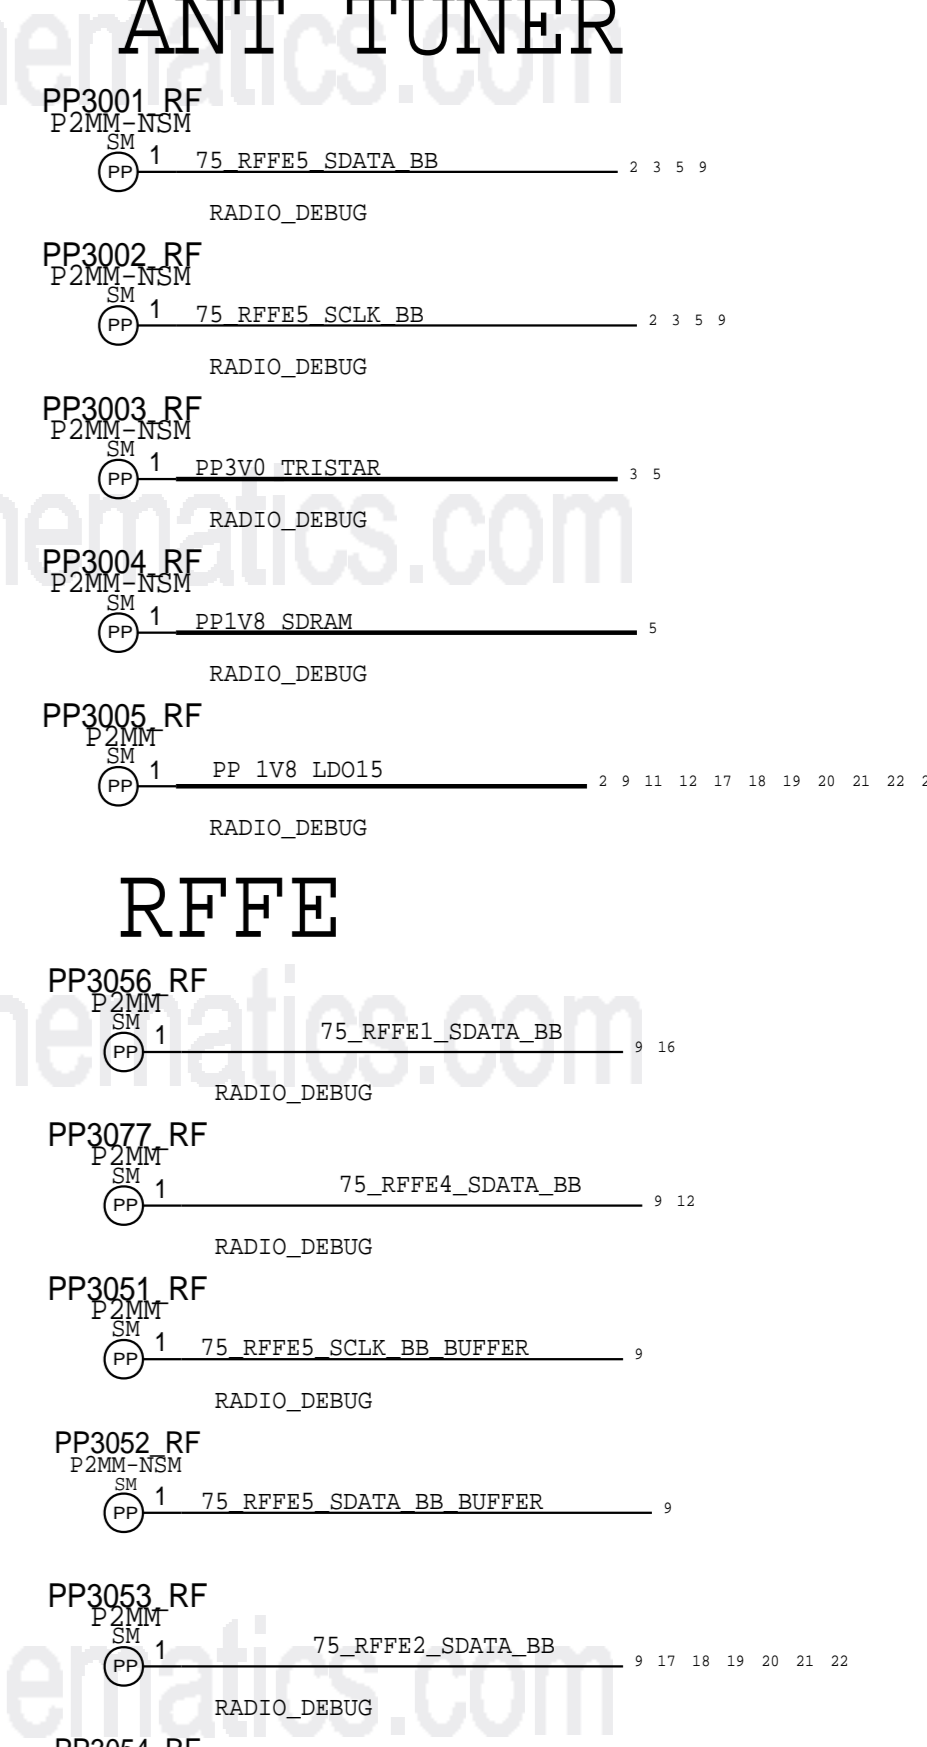 ANT TUNER
PP3001_RF
P2MM-NSM
SM
PP 1 75_RFFE5_SDATA_BB 2 3 5 9
RADIO_DEBUG
PP3002_RF
P2MM-NSM
SM
PP 1 75_RFFE5_SCLK_BB 2 3 5 9
RADIO_DEBUG
PP3003_RF
P2MM-NSM
SM
PP 1 PP3V0_TRISTAR 3 5
RADIO_DEBUG
PP3004_RF
P2MM-NSM
SM
PP 1 PP1V8_SDRAM 5
RADIO_DEBUG
PP3005_RF
P2MM
SM
PP 1 PP_1V8_LDO15 2 9 11 12 17 18 19 20 21 22
RADIO_DEBUG
RFFE
PP3056_RF
P2MM
SM
PP 1 75_RFFE1_SDATA_BB 9 16
RADIO_DEBUG
PP3077_RF
P2MM
SM
PP 1 75_RFFE4_SDATA_BB 9 12
RADIO_DEBUG
PP3051_RF
P2MM
SM
PP 1 75_RFFE5_SCLK_BB_BUFFER 9
RADIO_DEBUG
PP3052_RF
P2MM-NSM
SM
PP 1 75_RFFE5_SDATA_BB_BUFFER 9
PP3053_RF
P2MM
SM
PP 1 75_RFFE2_SDATA_BB 9 17 18 19 20 21 22
RADIO_DEBUG
PP3054_RF